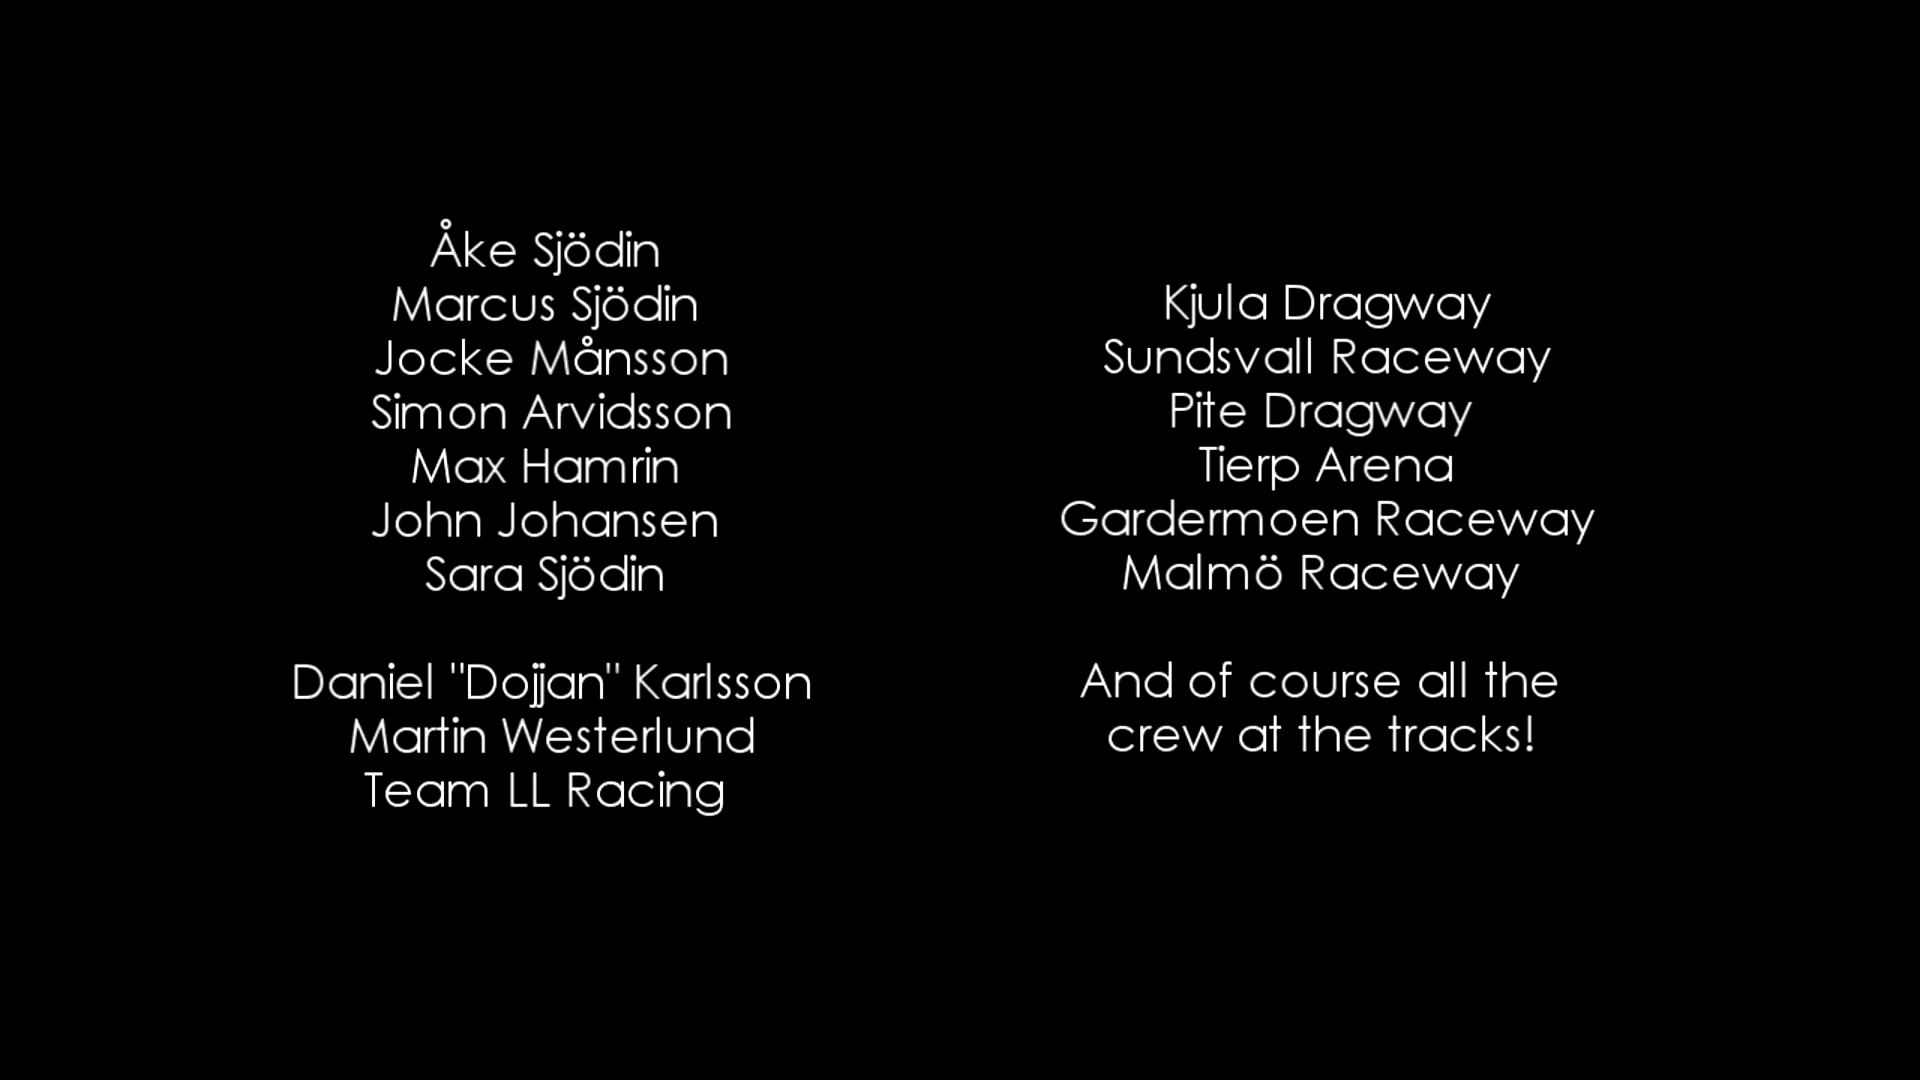 Åke Sjödin
Marcus Sjödin
Jocke Månsson
Simon Arvidsson
Max Hamrin
John Johansen
Sara Sjödin
Daniel "Dojjan" Karlsson
Martin Westerlund
Team LL Racing
Kjula Dragway
Sundsvall Raceway
Pite Dragway
Tierp Arena
Gardermoen Raceway
Malmö Raceway
And of course all the
crew at the tracks!